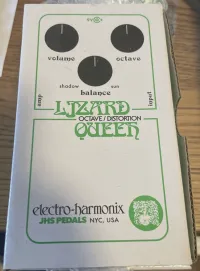 volume octave
shadow sun
balance
amp input
LIZARD
OCTAVE/DISTORTION
QUEEN
electro-harmonix
JHS PEDALS NYC, USA